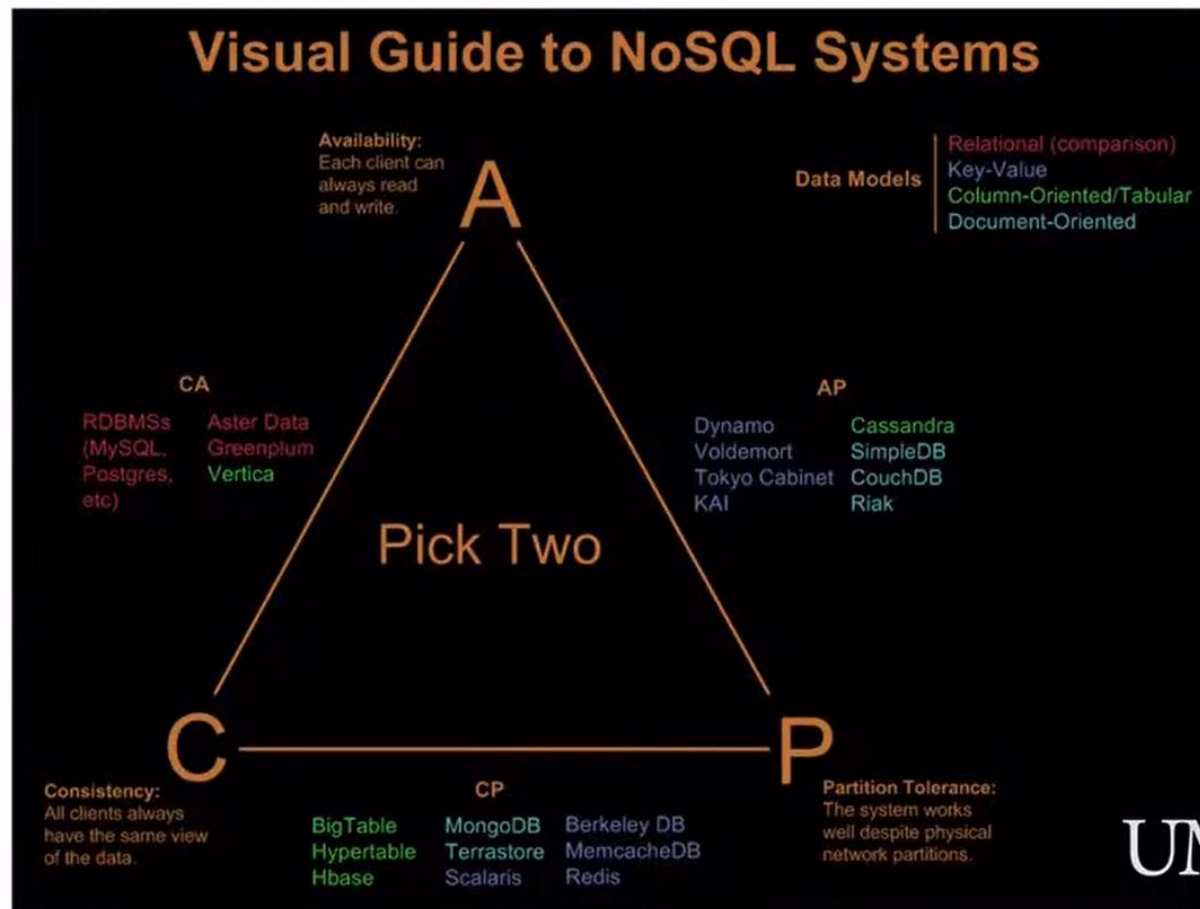 Visual Guide to NoSQL Systems
Availability:
Each client can
always read
and write.
A
Data Models
Relational (comparison)
Key-Value
Column-Oriented/Tabular
Document-Oriented
CA
RDBMSs
(MySQL,
Postgres,
etc)
Aster Data
Greenplum
Vertica
AP
Dynamo
Voldemort
Tokyo Cabinet
KAI
Cassandra
SimpleDB
CouchDB
Riak
Pick Two
C
Consistency:
All clients always
have the same view
of the data.
CP
BigTable
Hypertable
Hbase
MongoDB
Terrastore
Scalaris
Berkeley DB
MemcacheDB
Redis
P
Partition Tolerance:
The system works
well despite physical
network partitions.